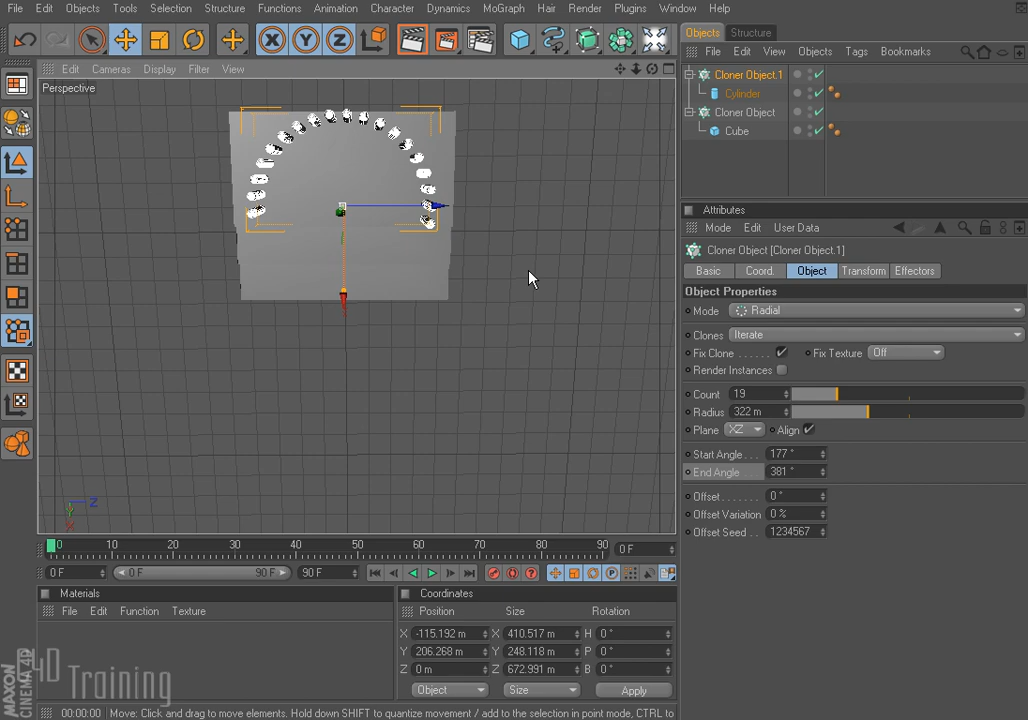 File Edit Objects Tools Selection Structure Functions Animation Character Dynamics MoGraph Hair Render Plugins Window Help
X Y Z
Objects Structure
File Edit View Objects Tags Bookmarks
Edit Cameras Display Filter View
Perspective
Cloner Object.1
Cylinder
Cloner Object
Cube
Attributes
Mode Edit User Data
Cloner Object [Cloner Object.1]
Basic Coord. Object Transform Effectors
Object Properties
Mode Radial
Clones Iterate
Fix Clone . . . . . . Fix Texture Off
Render Instances
Count 19
Radius 322 m
Plane XZ Align
Start Angle . . . 177 °
End Angle . . . 381 °
Offset . . . . . . . 0 °
Offset Variation 0 %
Offset Seed . . . 1234567
Z
Y
X
0 10 20 30 40 50 60 70 80 90 0 F
0 F 0 F 90 F 90 F
Materials
File Edit Function Texture
Coordinates
Position Size Rotation
X -115.192 m X 410.517 m H 0 °
Y 206.268 m Y 248.118 m P 0 °
Z 0 m Z 672.991 m B 0 °
Object Size Apply
MAXON
CINEMA 4D
C4D Training
00:00:00 Move: Click and drag to move elements. Hold down SHIFT to quantize movement / add to the selection in point mode, CTRL to